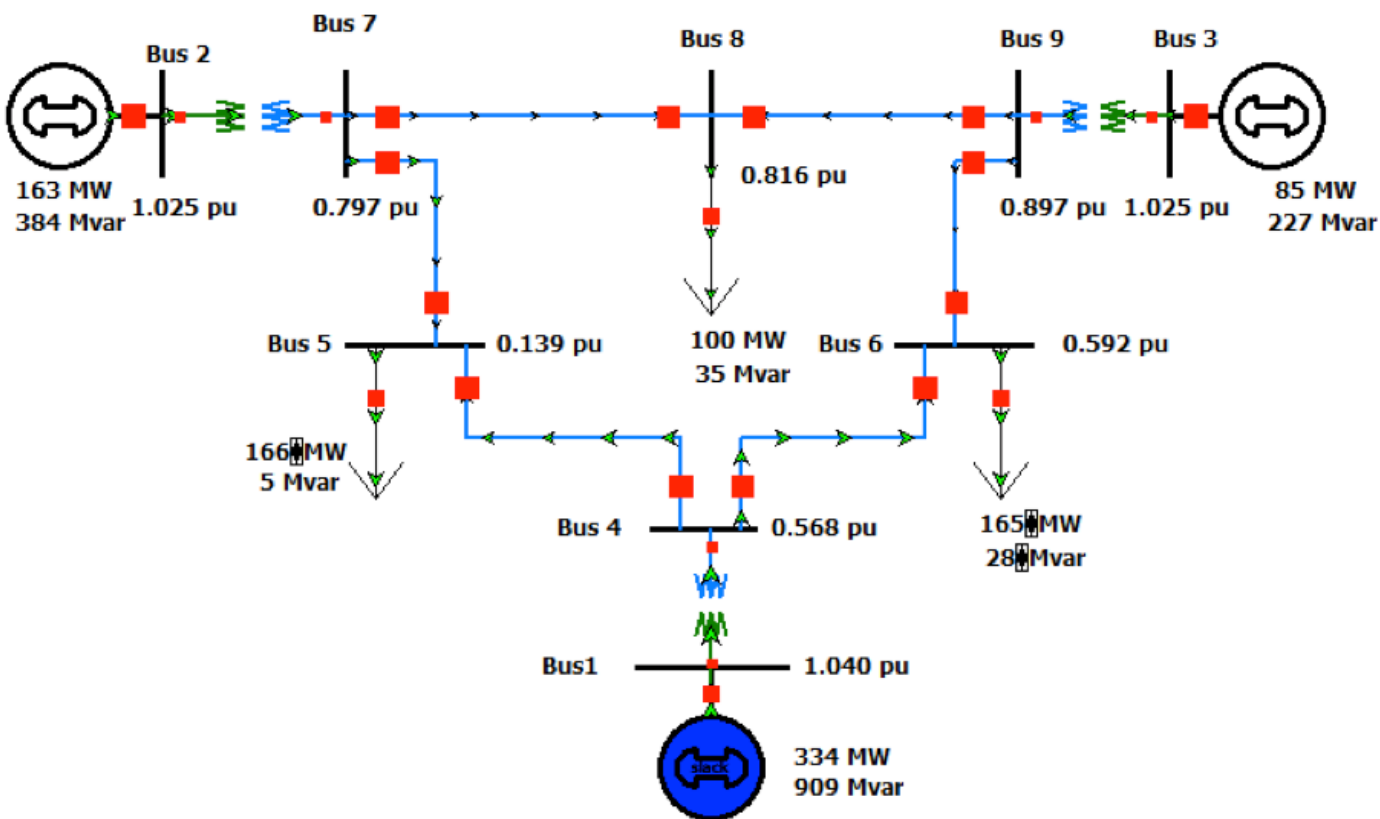 Bus 7
Bus 8
Bus 9
Bus 3
Bus 2
163 MW
384 Mvar
1.025 pu
0.797 pu
0.816 pu
0.897 pu
1.025 pu
85 MW
227 Mvar
Bus 5
0.139 pu
100 MW
35 Mvar
Bus 6
0.592 pu
166 MW
5 Mvar
Bus 4
0.568 pu
165 MW
28 Mvar
Bus1
1.040 pu
slack
334 MW
909 Mvar